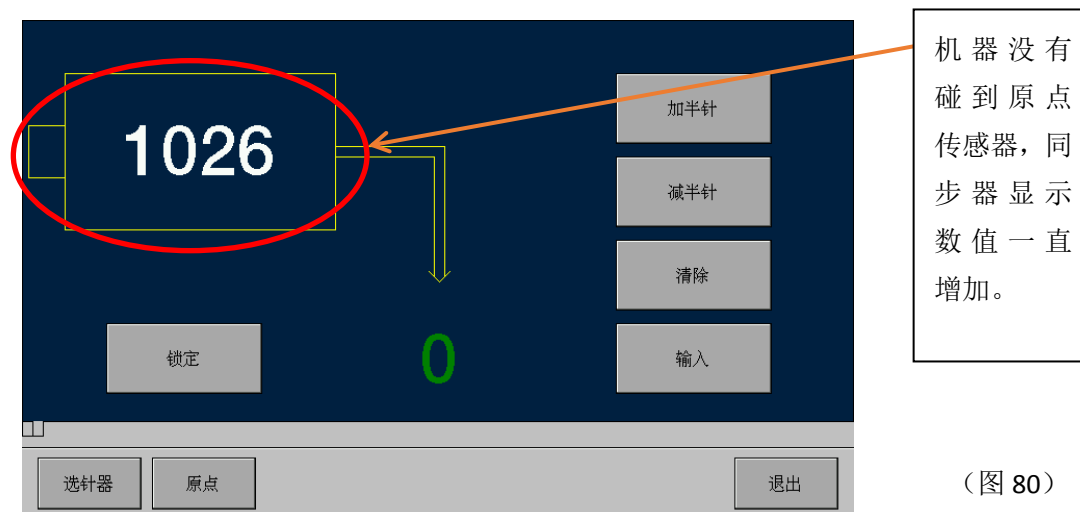 1026
加半针
减半针
清除
锁定
0
输入
选针器
原点
退出
机器没有
碰到原点
传感器，同
步器显示
数值一直
增加。
（图 80）